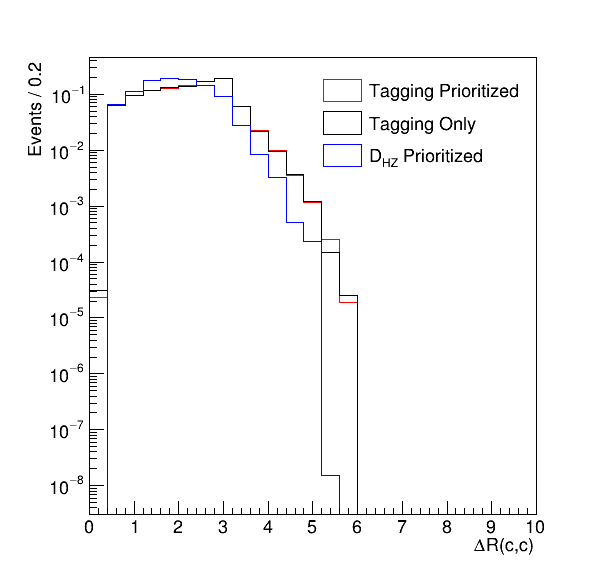 Events / 0.2
10⁻¹
10⁻²
10⁻³
10⁻⁴
10⁻⁵
10⁻⁶
10⁻⁷
10⁻⁸
Tagging Prioritized
Tagging Only
D_HZ Prioritized
0 1 2 3 4 5 6 7 8 9 10
ΔR(c,c)